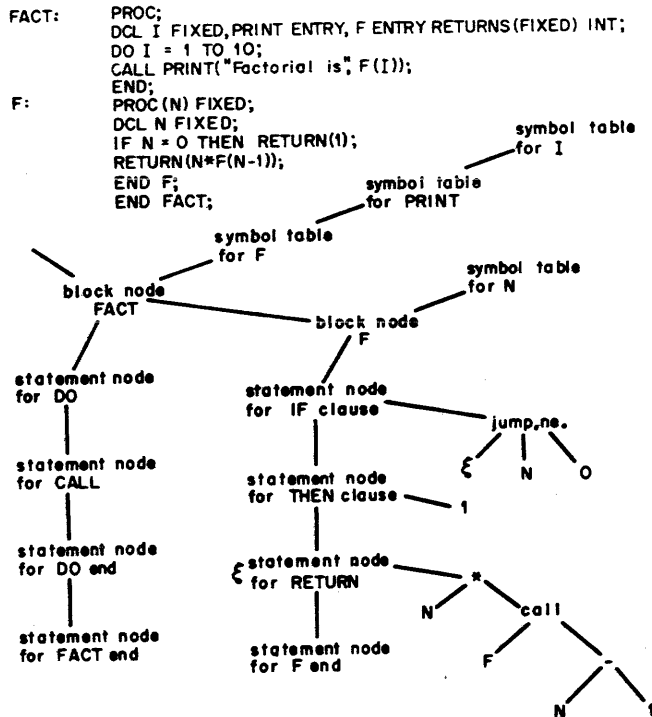 FACT: PROC;
DCL I FIXED,PRINT ENTRY, F ENTRY RETURNS(FIXED) INT;
DO I = 1 TO 10;
CALL PRINT("Factorial is", F(I));
END;
F: PROC(N) FIXED;
DCL N FIXED;
IF N = 0 THEN RETURN(1);
RETURN(N*F(N-1));
END F;
END FACT;
symbol table
for I
symbol table
for PRINT
symbol table
for F
symbol table
for N
block node
FACT
block node
F
statement node
for DO
statement node
for IF clause
jump.ne.
ξ N 0
statement node
for CALL
statement node
for THEN clause
1
statement node
for DO end
ξ statement node
for RETURN
*
N call
statement node
for FACT end
statement node
for F end
F -
N 1